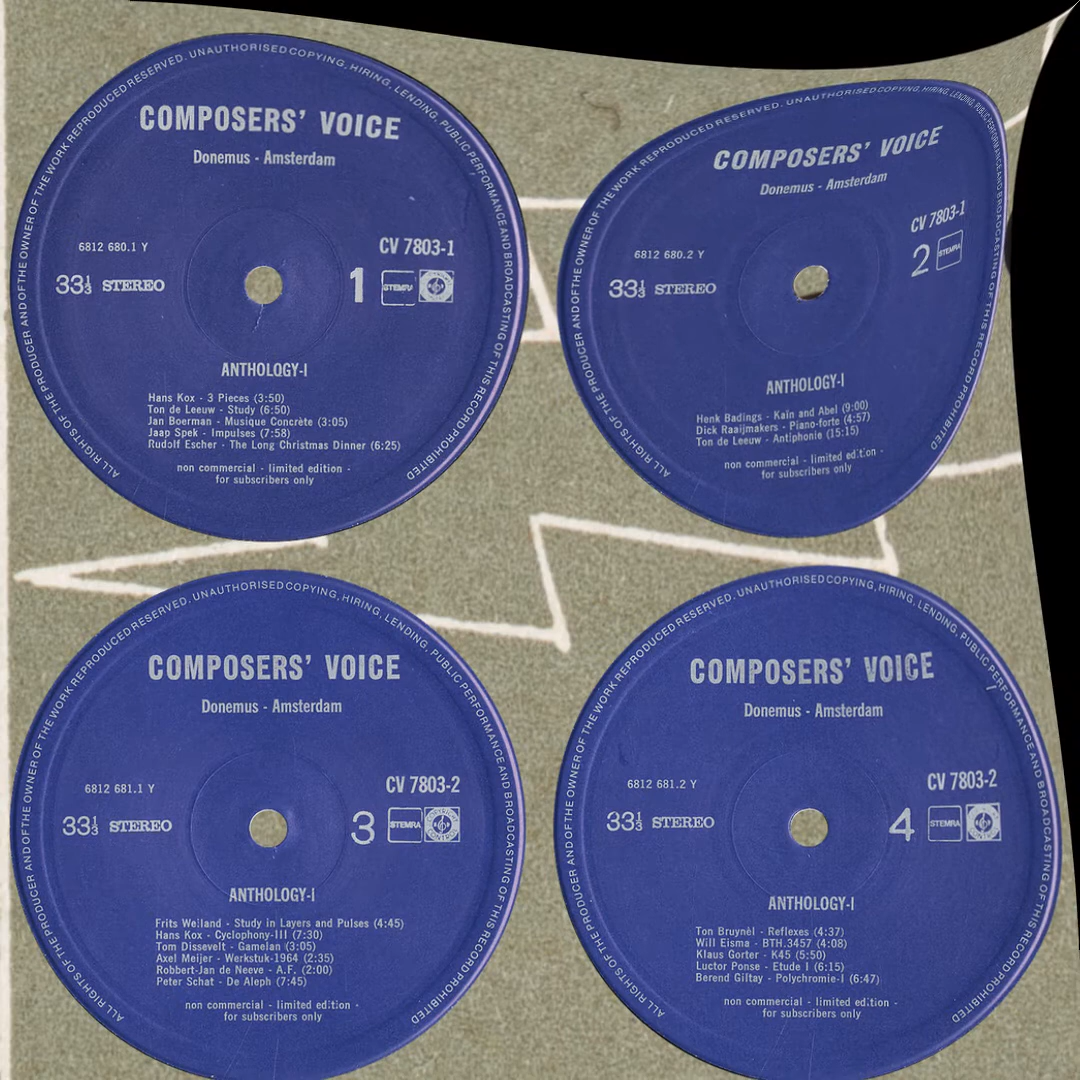 ALL RIGHTS OF THE PRODUCER AND OF THE OWNER OF THE WORK REPRODUCED RESERVED. UNAUTHORISED COPYING, HIRING, LENDING, PUBLIC PERFORMANCE AND BROADCASTING OF THIS RECORD PROHIBITED
COMPOSERS' VOICE
Donemus - Amsterdam
6812 680.1 Y
CV 7803-1
33⅓ STEREO
1 STEMRA
ANTHOLOGY-I
Hans Kox - 3 Pieces (3:50)
Ton de Leeuw - Study (6:50)
Jan Boerman - Musique Concrète (3:05)
Jaap Spek - Impulses (7:58)
Rudolf Escher - The Long Christmas Dinner (6:25)
non commercial - limited edition -
for subscribers only
ALL RIGHTS OF THE PRODUCER AND OF THE OWNER OF THE WORK REPRODUCED RESERVED. UNAUTHORISED COPYING, HIRING, LENDING, PUBLIC PERFORMANCE AND BROADCASTING OF THIS RECORD PROHIBITED
COMPOSERS' VOICE
Donemus - Amsterdam
6812 680.2 Y
CV 7803-1
33⅓ STEREO
2 STEMRA
ANTHOLOGY-I
Henk Badings - Kaïn and Abel (9:00)
Dick Raaijmakers - Piano-forte (4:57)
Ton de Leeuw - Antiphonie (15:15)
non commercial - limited edition -
for subscribers only
ALL RIGHTS OF THE PRODUCER AND OF THE OWNER OF THE WORK REPRODUCED RESERVED. UNAUTHORISED COPYING, HIRING, LENDING, PUBLIC PERFORMANCE AND BROADCASTING OF THIS RECORD PROHIBITED
COMPOSERS' VOICE
Donemus - Amsterdam
6812 681.1 Y
CV 7803-2
33⅓ STEREO
3 STEMRA
ANTHOLOGY-I
Frits Weiland - Study in Layers and Pulses (4:45)
Hans Kox - Cyclophony-III (7:30)
Tom Dissevelt - Gamelan (3:05)
Axel Meijer - Werkstuk-1964 (2:35)
Robbert-Jan de Neeve - A.F. (2:00)
Peter Schat - De Aleph (7:45)
non commercial - limited edition -
for subscribers only
ALL RIGHTS OF THE PRODUCER AND OF THE OWNER OF THE WORK REPRODUCED RESERVED. UNAUTHORISED COPYING, HIRING, LENDING, PUBLIC PERFORMANCE AND BROADCASTING OF THIS RECORD PROHIBITED
COMPOSERS' VOICE
Donemus - Amsterdam
6812 681.2 Y
CV 7803-2
33⅓ STEREO
4 STEMRA
ANTHOLOGY-I
Ton Bruynèl - Reflexes (4:37)
Will Eisma - BTH.3457 (4:08)
Klaus Gorter - K45 (5:50)
Luctor Ponse - Etude I (6:15)
Berend Giltay - Polychromie-I (6:47)
non commercial - limited edition -
for subscribers only